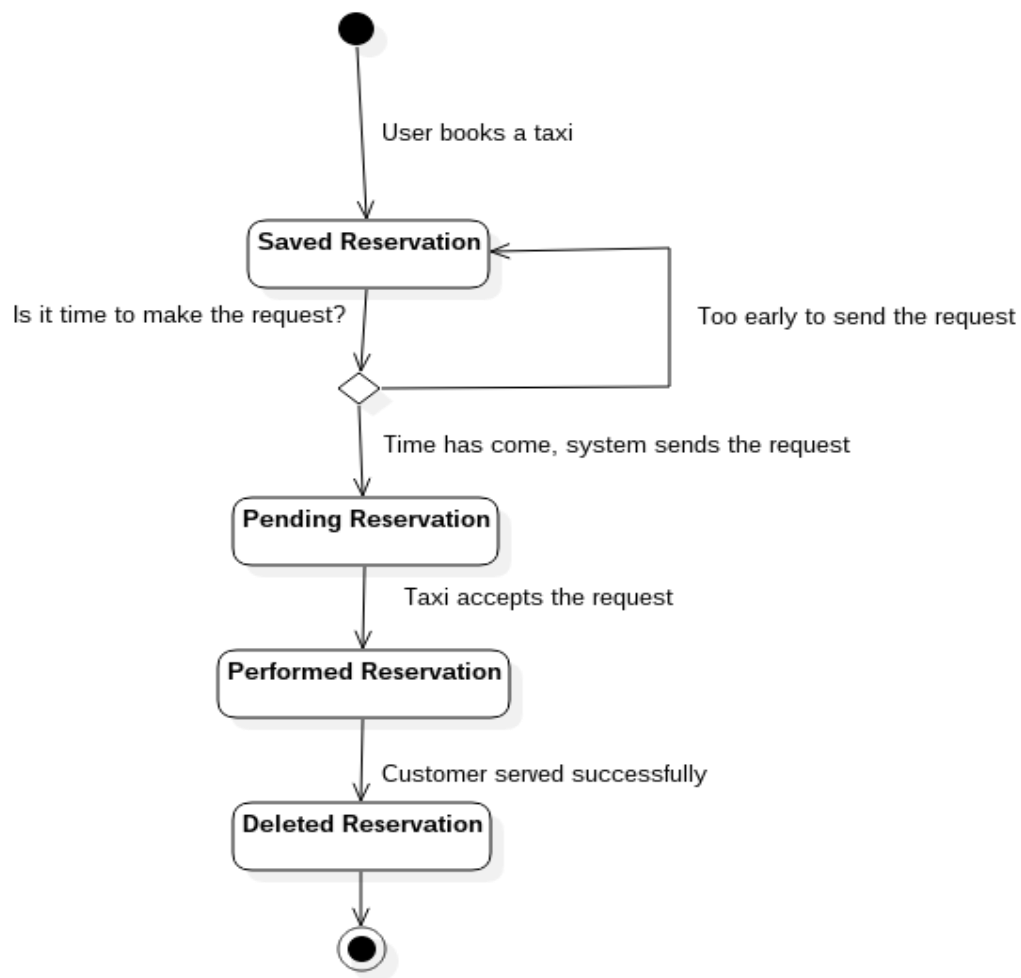 User books a taxi
Saved Reservation
Is it time to make the request?
Too early to send the request
Time has come, system sends the request
Pending Reservation
Taxi accepts the request
Performed Reservation
Customer served successfully
Deleted Reservation